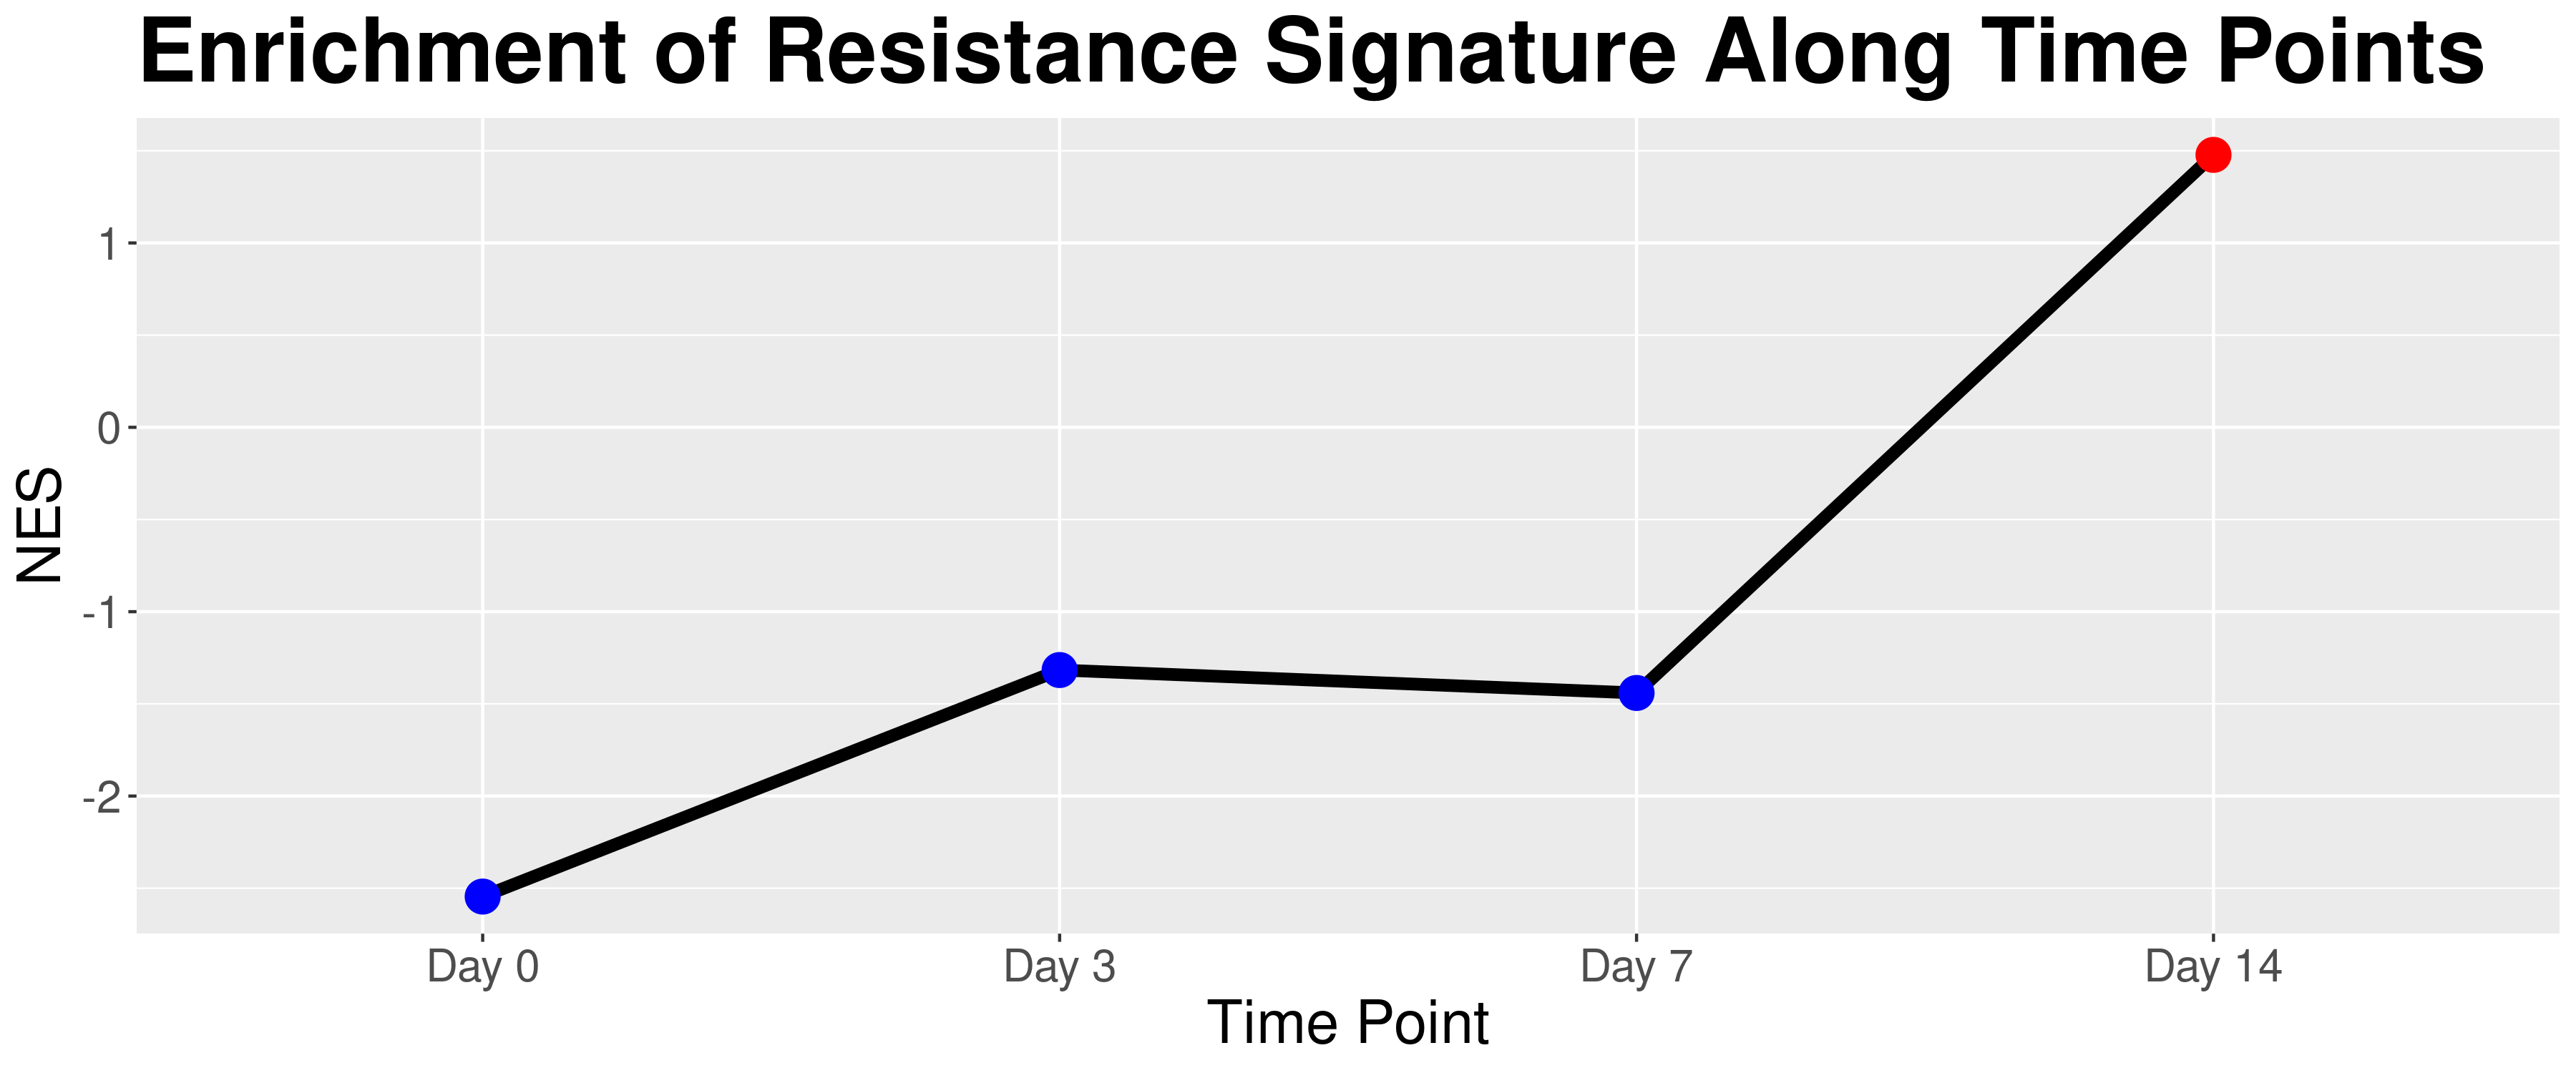 Enrichment of Resistance Signature Along Time Points
1
0
-1
-2
NES
Day 0
Day 3
Day 7
Day 14
Time Point